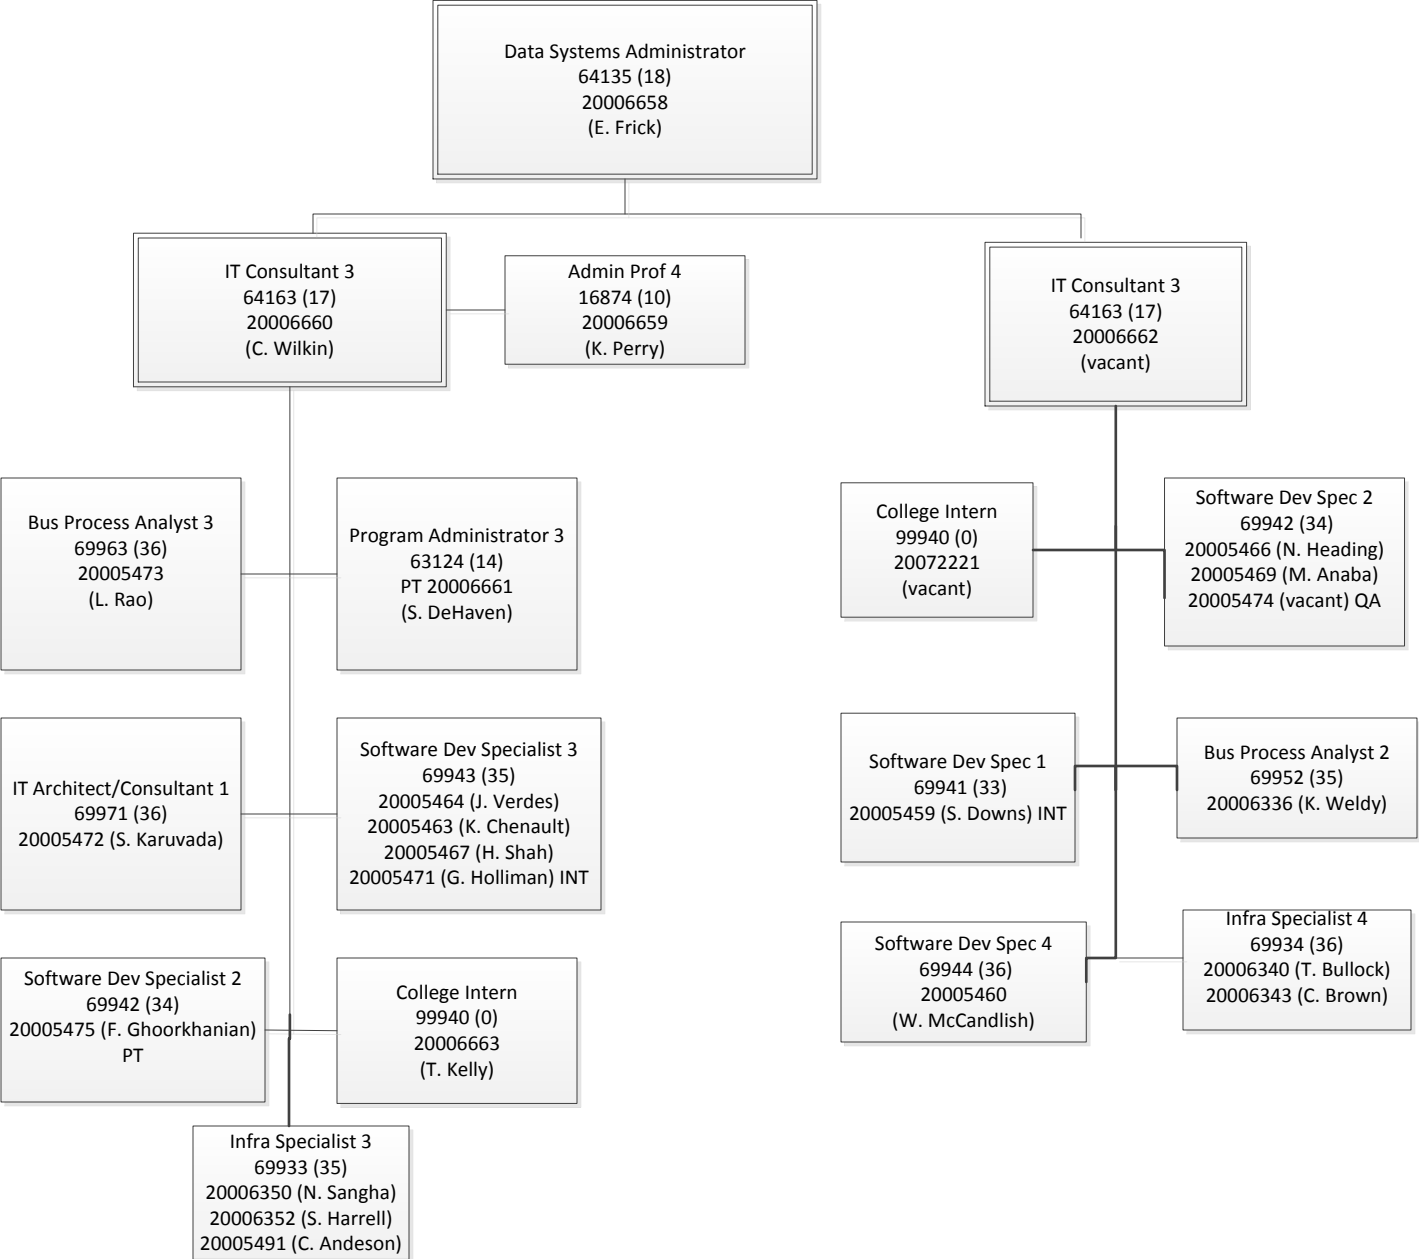 Data Systems Administrator
64135 (18)
20006658
(E. Frick)
IT Consultant 3
64163 (17)
20006660
(C. Wilkin)
Admin Prof 4
16874 (10)
20006659
(K. Perry)
IT Consultant 3
64163 (17)
20006662
(vacant)
Bus Process Analyst 3
69963 (36)
20005473
(L. Rao)
Program Administrator 3
63124 (14)
PT 20006661
(S. DeHaven)
College Intern
99940 (0)
20072221
(vacant)
Software Dev Spec 2
69942 (34)
20005466 (N. Heading)
20005469 (M. Anaba)
20005474 (vacant) QA
IT Architect/Consultant 1
69971 (36)
20005472 (S. Karuvada)
Software Dev Specialist 3
69943 (35)
20005464 (J. Verdes)
20005463 (K. Chenault)
20005467 (H. Shah)
20005471 (G. Holliman) INT
Software Dev Spec 1
69941 (33)
20005459 (S. Downs) INT
Bus Process Analyst 2
69952 (35)
20006336 (K. Weldy)
Software Dev Specialist 2
69942 (34)
20005475 (F. Ghoorkhanian)
PT
College Intern
99940 (0)
20006663
(T. Kelly)
Software Dev Spec 4
69944 (36)
20005460
(W. McCandlish)
Infra Specialist 4
69934 (36)
20006340 (T. Bullock)
20006343 (C. Brown)
Infra Specialist 3
69933 (35)
20006350 (N. Sangha)
20006352 (S. Harrell)
20005491 (C. Andeson)